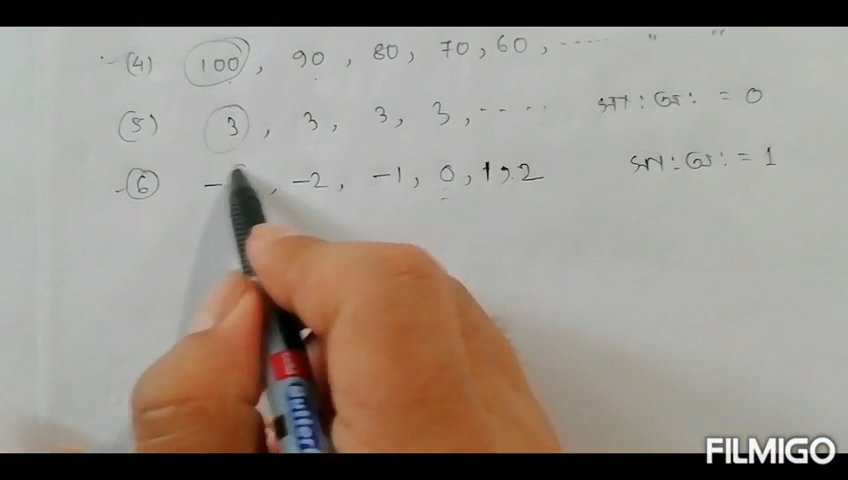 (4) 100, 90, 80, 70, 60, ..... " "
(5) 3, 3, 3, 3, ..... সাঃ অঃ = 0
(6) -2, -1, 0, 1, 2 সাঃ অঃ = 1
FILMIGO